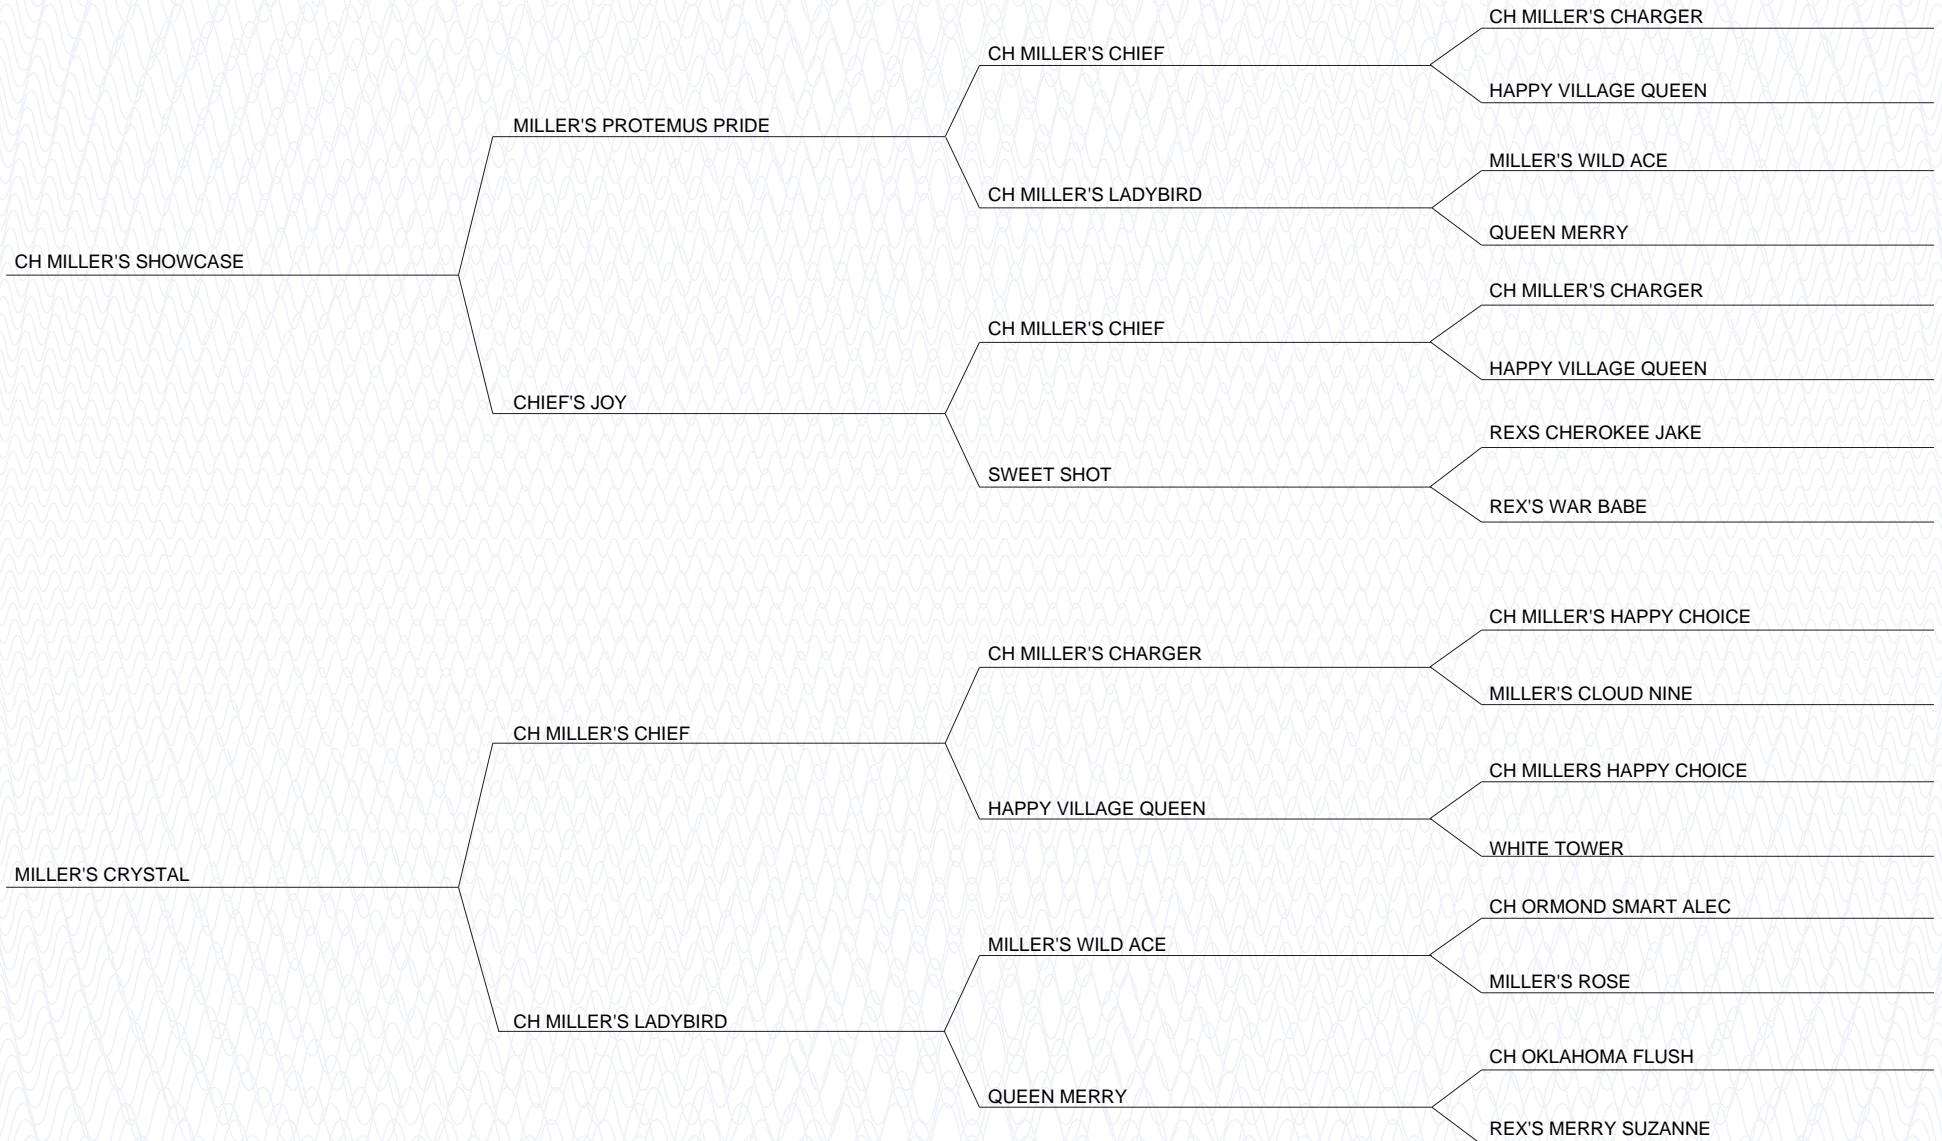 CH MILLER'S CHARGER
CH MILLER'S CHIEF
HAPPY VILLAGE QUEEN
MILLER'S PROTEMUS PRIDE
MILLER'S WILD ACE
CH MILLER'S LADYBIRD
QUEEN MERRY
CH MILLER'S SHOWCASE
CH MILLER'S CHARGER
CH MILLER'S CHIEF
HAPPY VILLAGE QUEEN
CHIEF'S JOY
REXS CHEROKEE JAKE
SWEET SHOT
REX'S WAR BABE
CH MILLER'S HAPPY CHOICE
CH MILLER'S CHARGER
MILLER'S CLOUD NINE
CH MILLER'S CHIEF
CH MILLERS HAPPY CHOICE
HAPPY VILLAGE QUEEN
WHITE TOWER
MILLER'S CRYSTAL
CH ORMOND SMART ALEC
MILLER'S WILD ACE
MILLER'S ROSE
CH MILLER'S LADYBIRD
CH OKLAHOMA FLUSH
QUEEN MERRY
REX'S MERRY SUZANNE